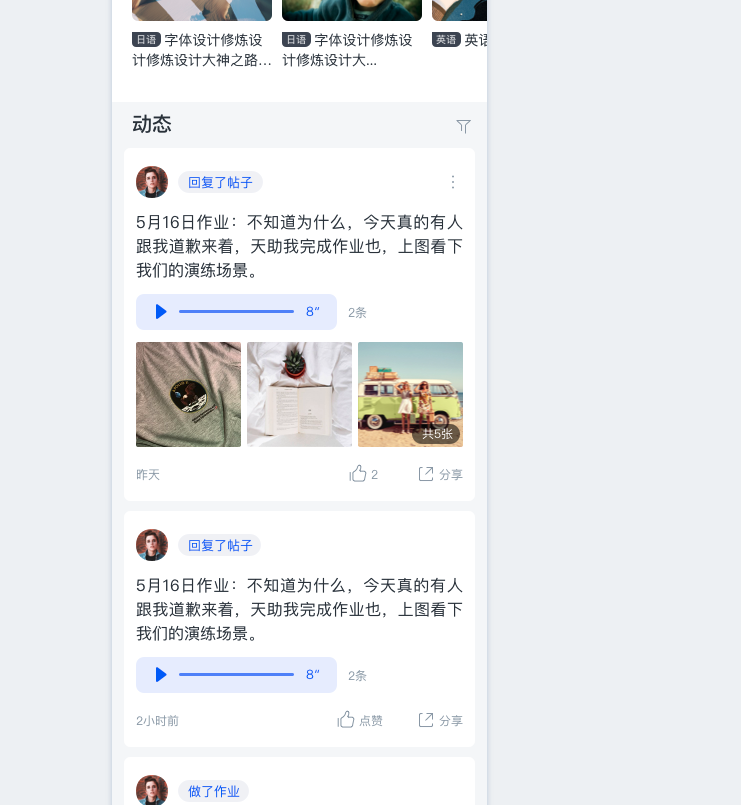 日语 字体设计修炼设
计修炼设计大神之路...
日语 字体设计修炼设
计修炼设计大...
英语 英语
动态
回复了帖子
5月16日作业：不知道为什么，今天真的有人
跟我道歉来着，天助我完成作业也，上图看下
我们的演练场景。
8“ 2条
共5张
昨天 2 分享
回复了帖子
5月16日作业：不知道为什么，今天真的有人
跟我道歉来着，天助我完成作业也，上图看下
我们的演练场景。
8“ 2条
2小时前 点赞 分享
做了作业